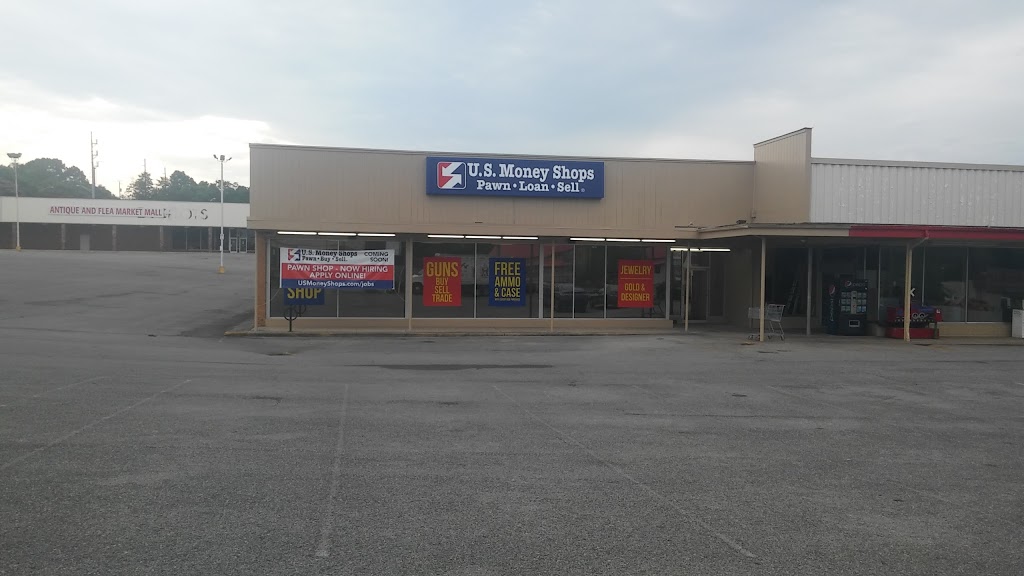 U.S. Money Shops
Pawn • Loan • Sell
ANTIQUE AND FLEA MARKET MALL
U.S. Money Shops
Pawn • Buy • Sell
COMING
SOON!
PAWN SHOP - NOW HIRING
APPLY ONLINE!
USMoneyShops.com/jobs
SHOP
GUNS
BUY
SELL
TRADE
FREE
AMMO
& CASE
JEWELRY
GOLD &
DESIGNER